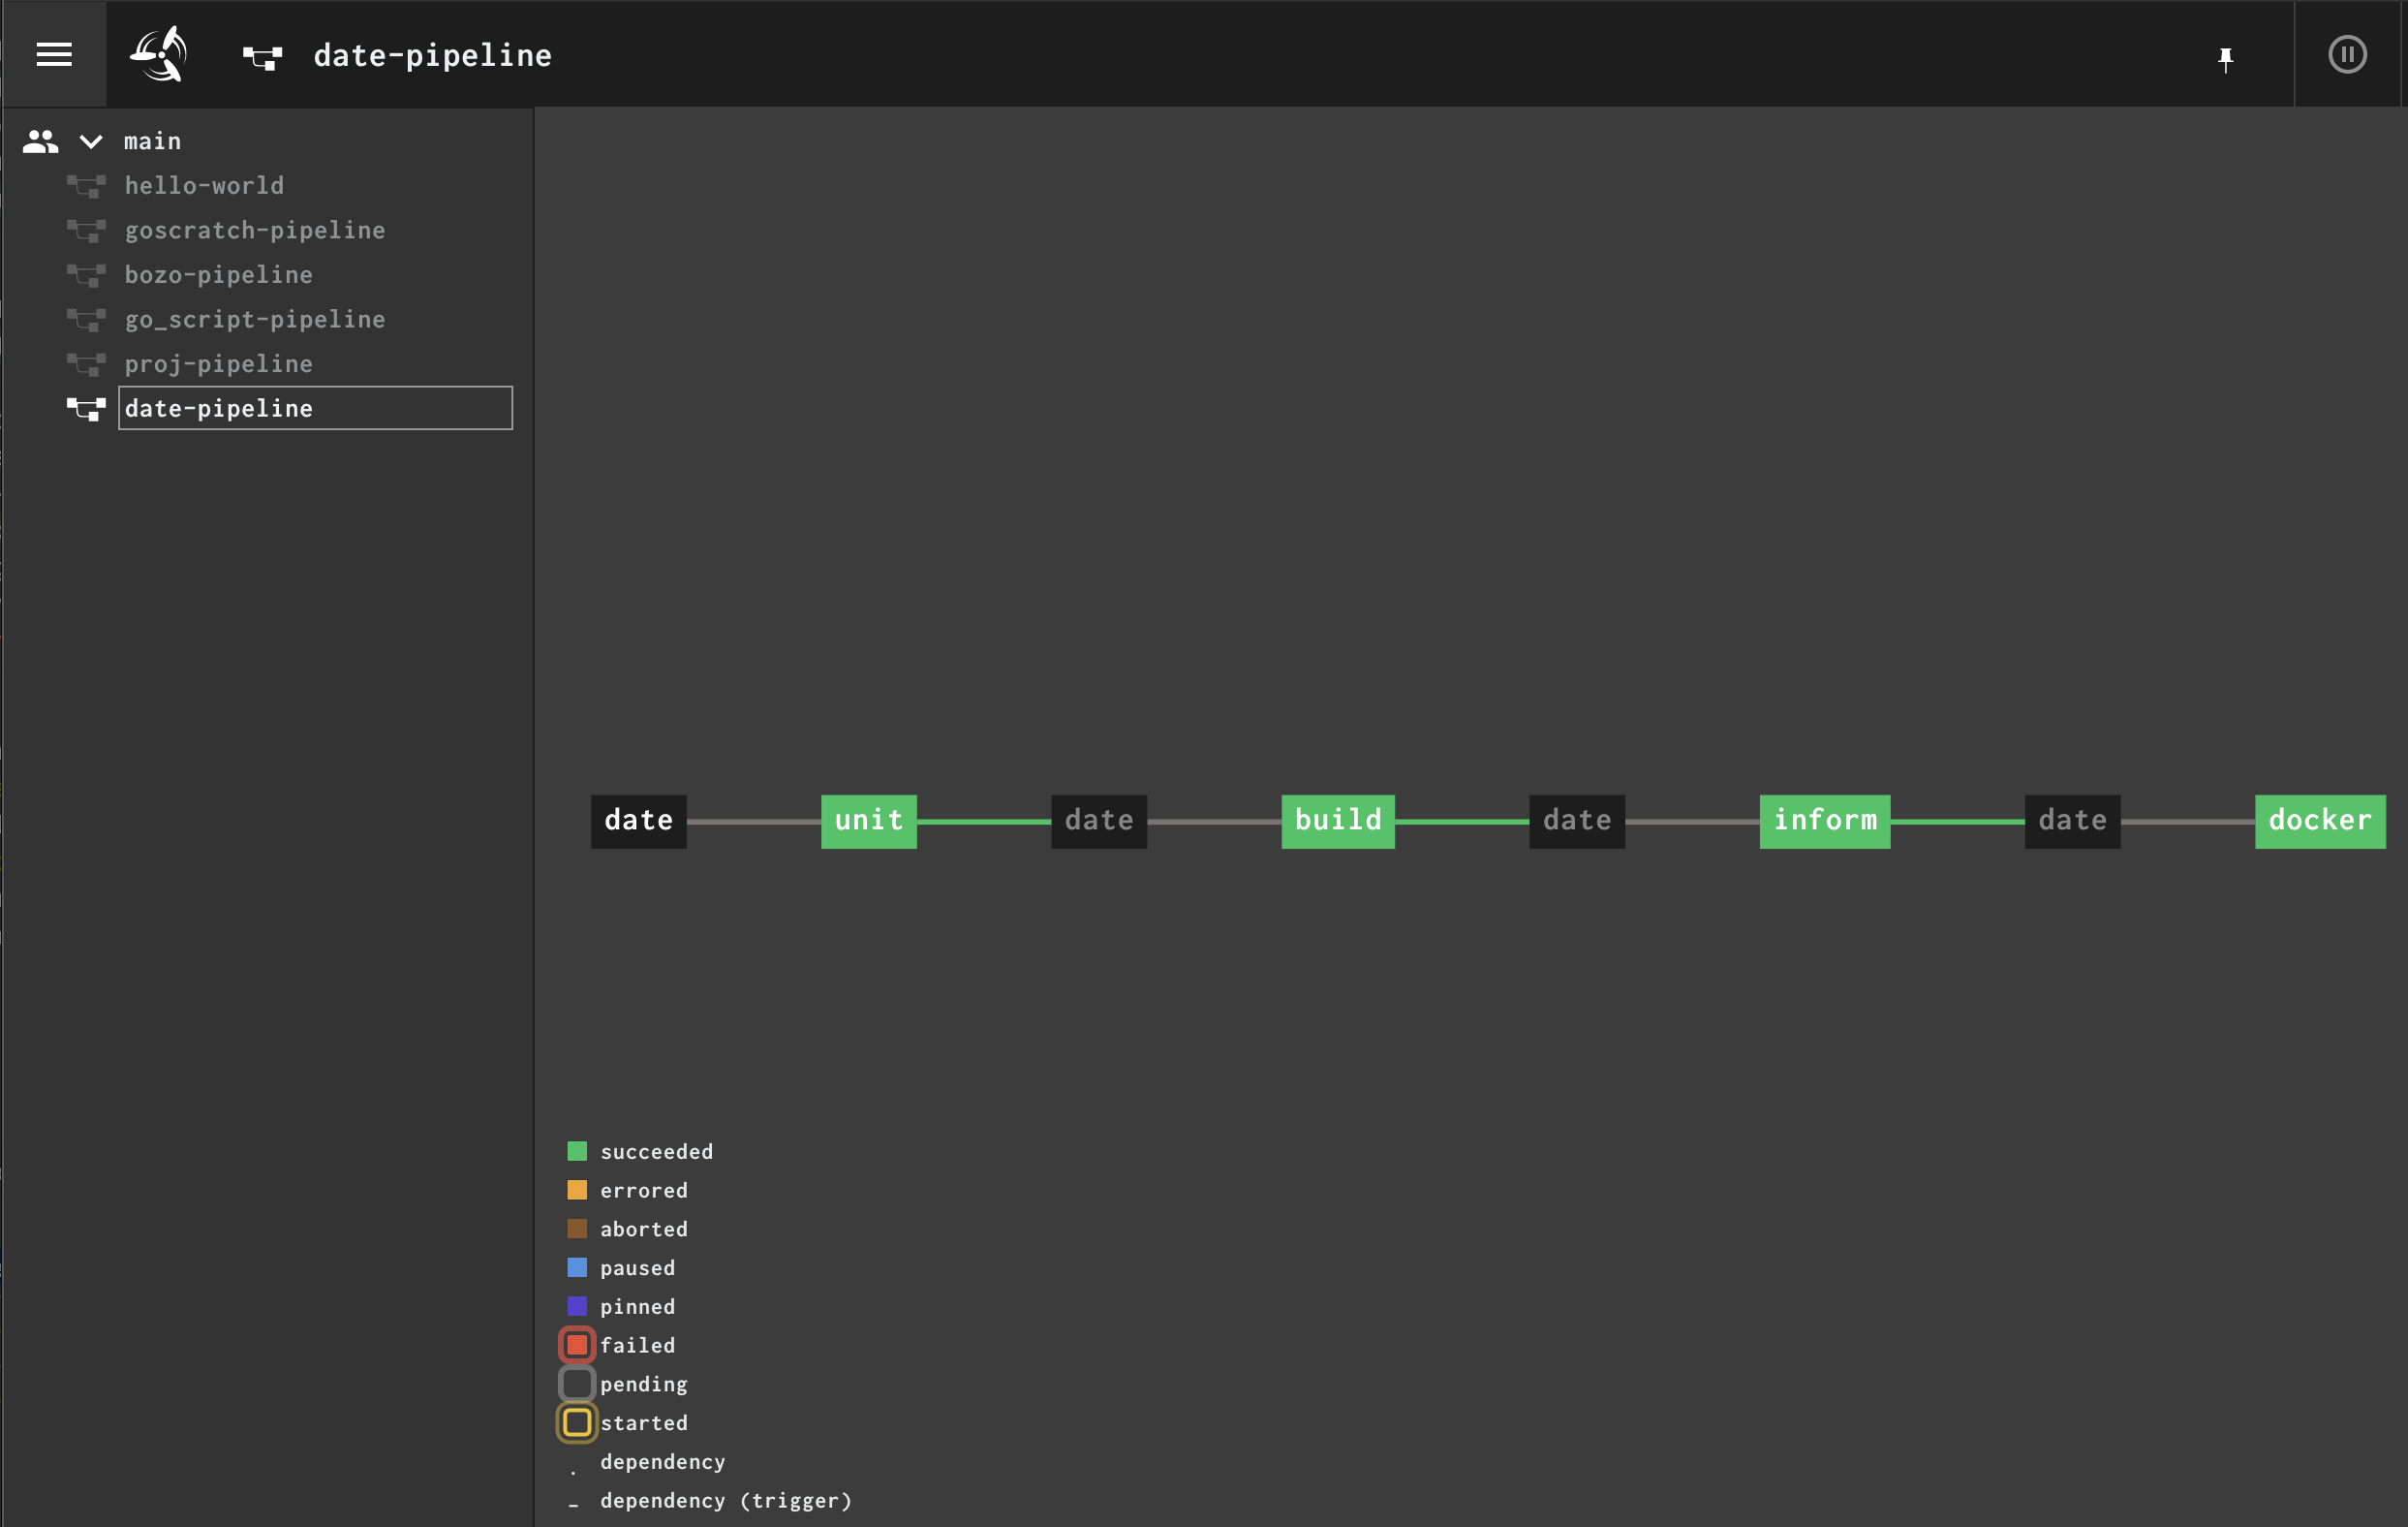 date-pipeline
main
hello-world
goscratch-pipeline
bozo-pipeline
go_script-pipeline
proj-pipeline
date-pipeline
date unit date build date inform date docker
succeeded
errored
aborted
paused
pinned
failed
pending
started
. dependency
- dependency (trigger)